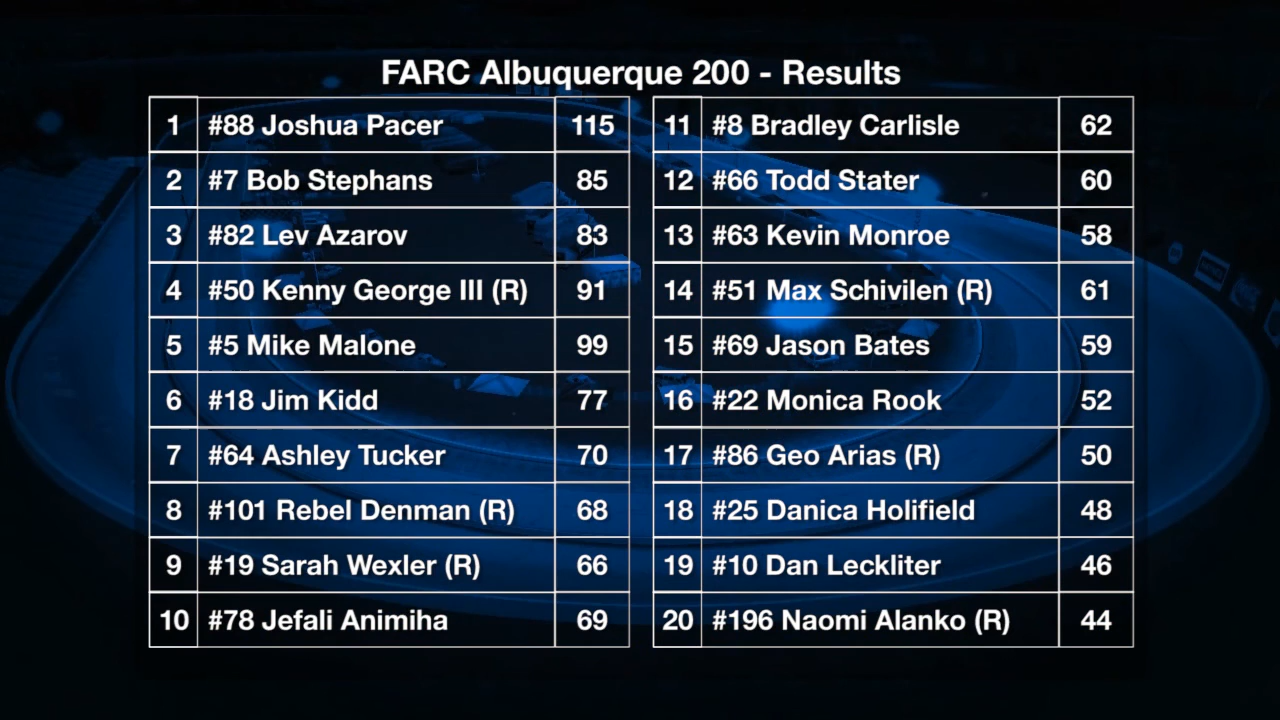 FARC Albuquerque 200 - Results
1 #88 Joshua Pacer 115
2 #7 Bob Stephans 85
3 #82 Lev Azarov 83
4 #50 Kenny George III (R) 91
5 #5 Mike Malone 99
6 #18 Jim Kidd 77
7 #64 Ashley Tucker 70
8 #101 Rebel Denman (R) 68
9 #19 Sarah Wexler (R) 66
10 #78 Jefali Animiha 69
11 #8 Bradley Carlisle 62
12 #66 Todd Stater 60
13 #63 Kevin Monroe 58
14 #51 Max Schivilen (R) 61
15 #69 Jason Bates 59
16 #22 Monica Rook 52
17 #86 Geo Arias (R) 50
18 #25 Danica Holifield 48
19 #10 Dan Leckliter 46
20 #196 Naomi Alanko (R) 44